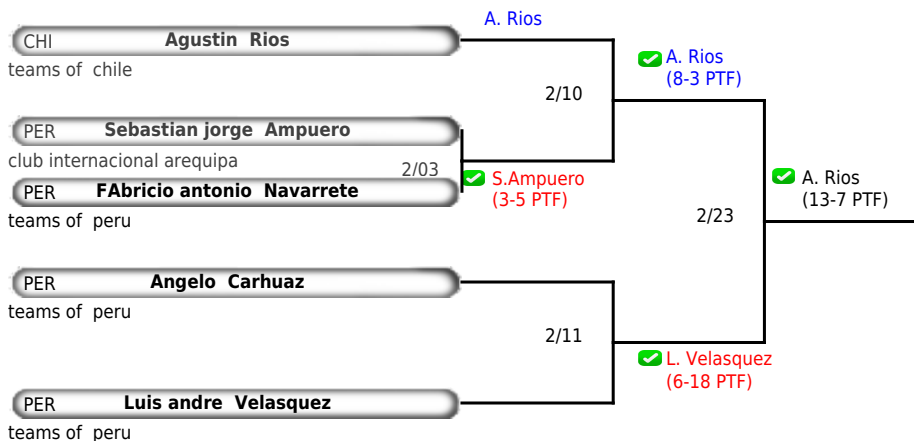 A. Rios
CHI Agustin Rios
teams of chile
A. Rios
(8-3 PTF)
2/10
PER Sebastian jorge Ampuero
club internacional arequipa
2/03
S.Ampuero
(3-5 PTF)
PER FAbricio antonio Navarrete
teams of peru
A. Rios
(13-7 PTF)
2/23
PER Angelo Carhuaz
teams of peru
2/11
L. Velasquez
(6-18 PTF)
PER Luis andre Velasquez
teams of peru